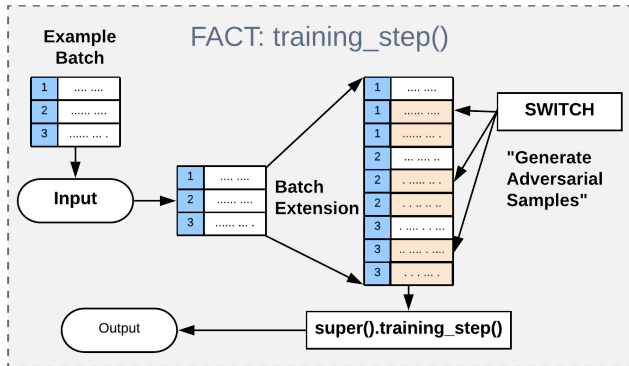 FACT: training_step()
Example
Batch
1 .... ....
2 ...... ....
3 ...... ... .
Input
1 .... ....
2 ...... ....
3 ...... ... .
Batch
Extension
1 .... ....
1 ...... ....
1 ...... ... .
2 ... .... ..
2 . ..... .. .
2 . . .. .. ..
3 . .... . . ...
3 .. .... . ....
3 . . . ... .
SWITCH
"Generate
Adversarial
Samples"
super().training_step()
Output